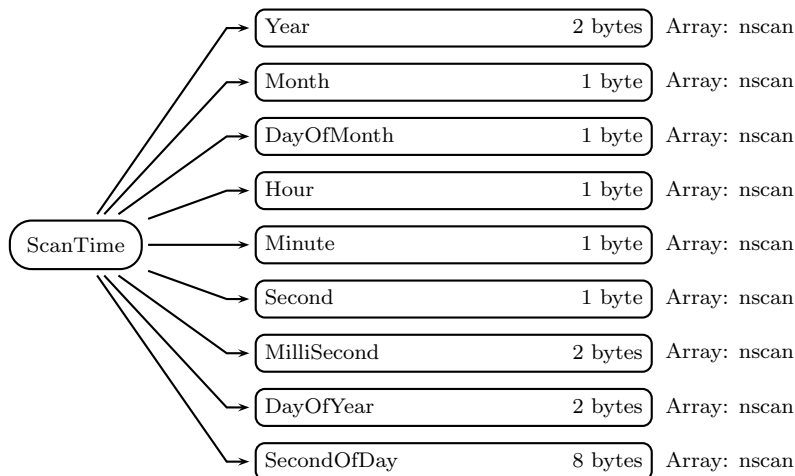 Year 2 bytes Array: nscan
Month 1 byte Array: nscan
DayOfMonth 1 byte Array: nscan
Hour 1 byte Array: nscan
ScanTime
Minute 1 byte Array: nscan
Second 1 byte Array: nscan
MilliSecond 2 bytes Array: nscan
DayOfYear 2 bytes Array: nscan
SecondOfDay 8 bytes Array: nscan